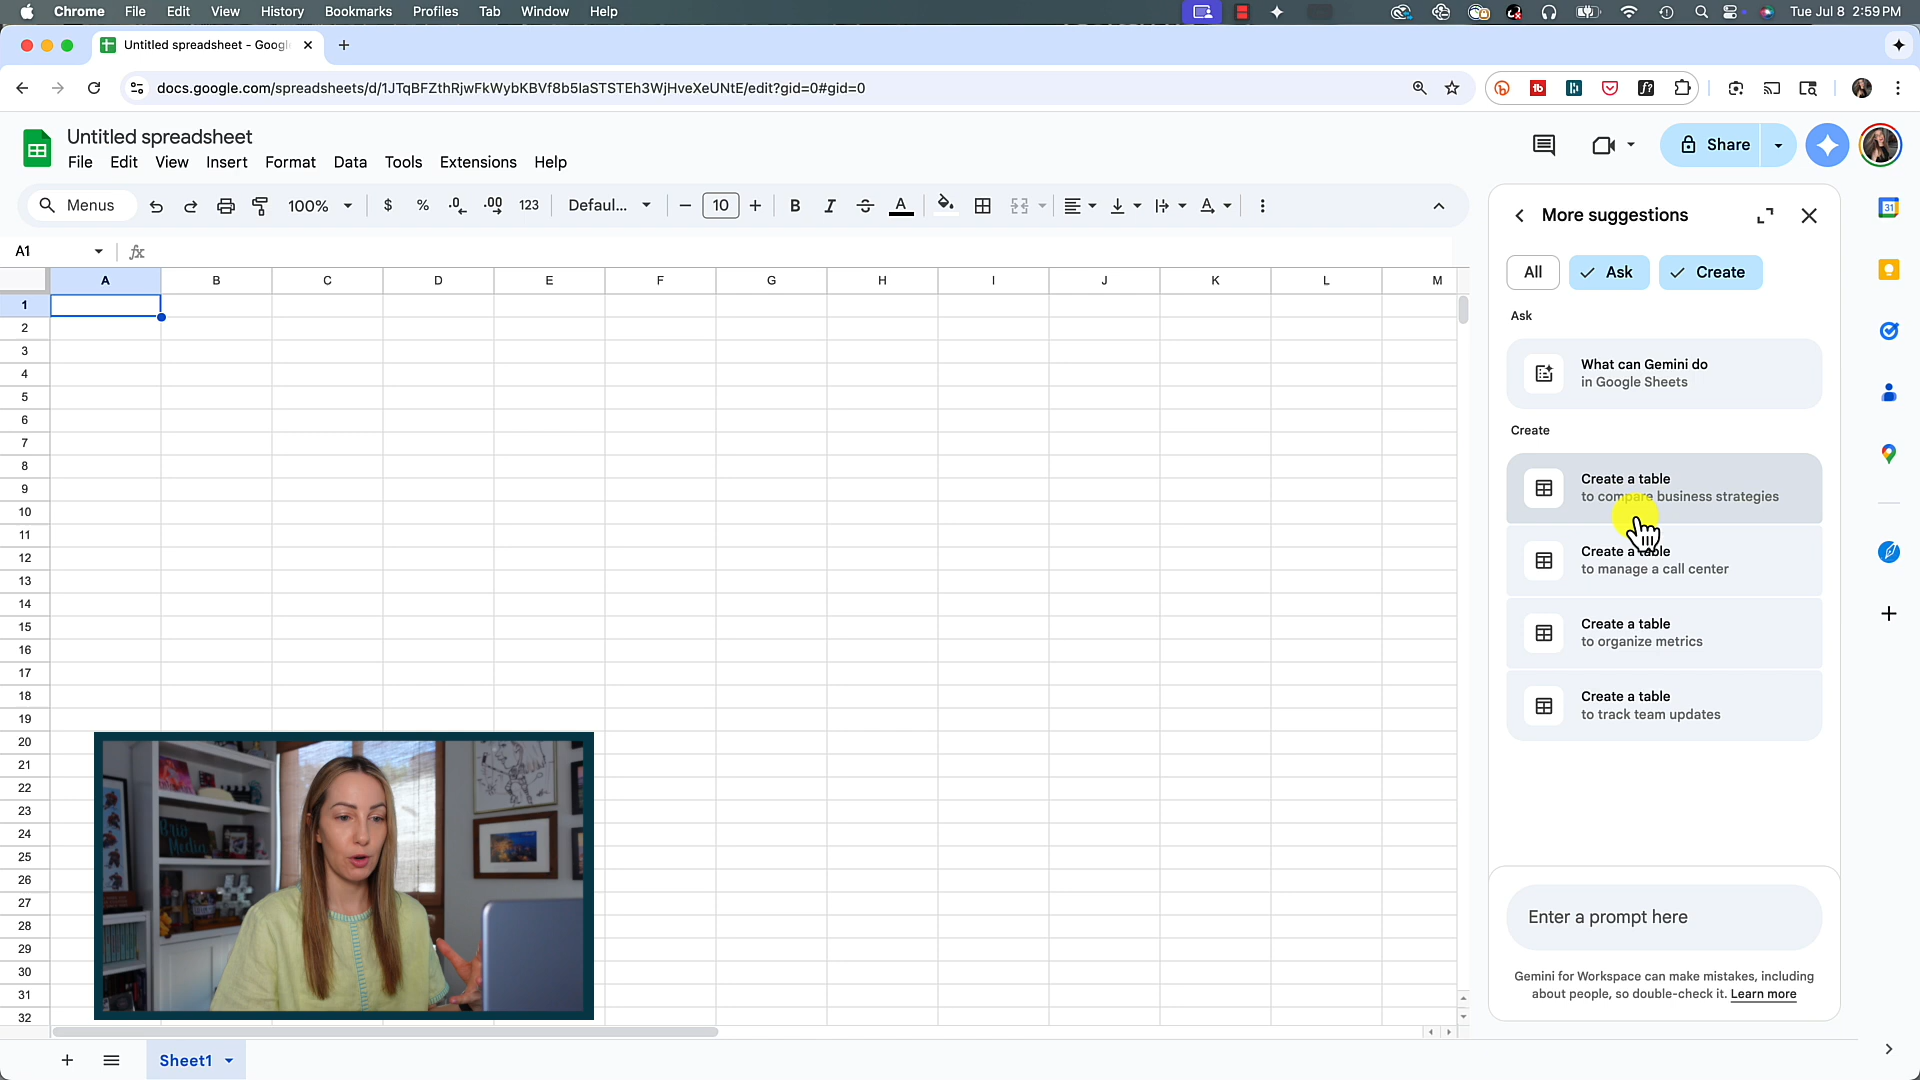 Chrome File Edit View History Bookmarks Profiles Tab Window Help
Tue Jul 8 2:59 PM
Untitled spreadsheet - Googl
docs.google.com/spreadsheets/d/1JTqBFZthRjwFkWybKBVf8b5laSTSTEh3WjHveXeUNtE/edit?gid=0#gid=0
Untitled spreadsheet
File Edit View Insert Format Data Tools Extensions Help
Share
Menus 100% $ % .0 .00 123 Defaul... 10 B I A
A1 fx
A B C D E F G H I J K L M
1
2
3
4
5
6
7
8
9
10
11
12
13
14
15
16
17
18
19
20
21
22
23
24
25
26
27
28
29
30
31
32
Sheet1
More suggestions
All Ask Create
Ask
What can Gemini do
in Google Sheets
Create
Create a table
to compare business strategies
Create a table
to manage a call center
Create a table
to organize metrics
Create a table
to track team updates
Enter a prompt here
Gemini for Workspace can make mistakes, including
about people, so double-check it. Learn more
31